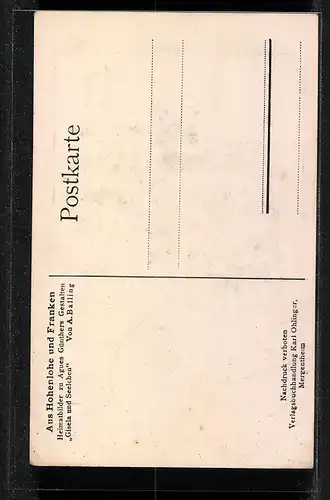 Aus Hohenlohe und Franken
Heimatbilder zu Agnes Günthers Gestalten
„Gisela und Seelchen“ Von A. Balling
Postkarte
Nachdruck verboten
Verlagsbuchhandlung Karl Ohlinger,
Mergentheim